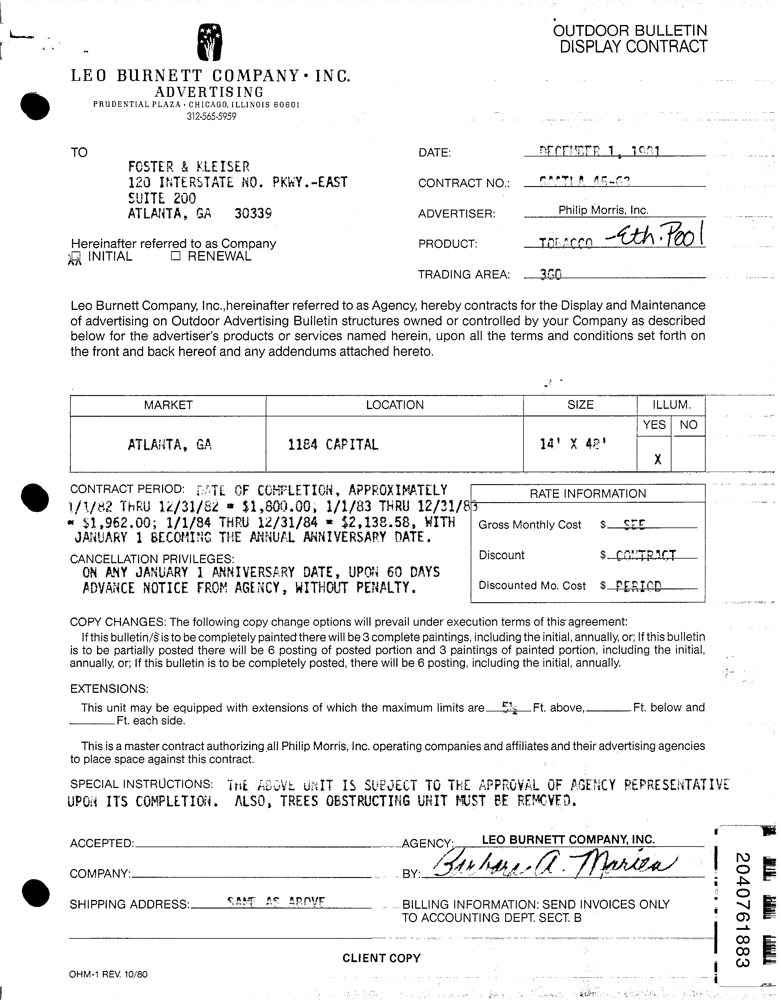 OUTDOOR BULLETIN
DISPLAY CONTRACT
LEO BURNETT COMPANY · INC.
ADVERTISING
PRUDENTIAL PLAZA · CHICAGO, ILLINOIS 60601
312-565-5959
TO
FOSTER & KLEISER
120 INTERSTATE NO. PKWY.-EAST
SUITE 200
ATLANTA, GA 30339
Hereinafter referred to as Company
☒ INITIAL ☐ RENEWAL
DATE: DECEMBER 1, 1981
CONTRACT NO.:
ADVERTISER: Philip Morris, Inc.
PRODUCT: TOBACCO -Eth. Pool
TRADING AREA: 360
Leo Burnett Company, Inc., hereinafter referred to as Agency, hereby contracts for the Display and Maintenance
of advertising on Outdoor Advertising Bulletin structures owned or controlled by your Company as described
below for the advertiser's products or services named herein, upon all the terms and conditions set forth on
the front and back hereof and any addendums attached hereto.
MARKET LOCATION SIZE ILLUM.
YES NO
ATLANTA, GA 1184 CAPITAL 14' X 48' X
CONTRACT PERIOD: DATE OF COMPLETION, APPROXIMATELY
1/1/82 THRU 12/31/82 = $1,800.00; 1/1/83 THRU 12/31/83
= $1,962.00; 1/1/84 THRU 12/31/84 = $2,138.58, WITH
JANUARY 1 BECOMING THE ANNUAL ANNIVERSARY DATE.
CANCELLATION PRIVILEGES:
ON ANY JANUARY 1 ANNIVERSARY DATE, UPON 60 DAYS
ADVANCE NOTICE FROM AGENCY, WITHOUT PENALTY.
RATE INFORMATION
Gross Monthly Cost $ SEE
Discount $ CONTRACT
Discounted Mo. Cost $ PERIOD
COPY CHANGES: The following copy change options will prevail under execution terms of this agreement:
If this bulletin/s is to be completely painted there will be 3 complete paintings, including the initial, annually, or; If this bulletin
is to be partially posted there will be 6 posting of posted portion and 3 paintings of painted portion, including the initial,
annually, or; If this bulletin is to be completely posted, there will be 6 posting, including the initial, annually.
EXTENSIONS:
This unit may be equipped with extensions of which the maximum limits are 5½ Ft. above, Ft. below and
Ft. each side.
This is a master contract authorizing all Philip Morris, Inc. operating companies and affiliates and their advertising agencies
to place space against this contract.
SPECIAL INSTRUCTIONS: THE ABOVE UNIT IS SUBJECT TO THE APPROVAL OF AGENCY REPRESENTATIVE
UPON ITS COMPLETION. ALSO, TREES OBSTRUCTING UNIT MUST BE REMOVED.
ACCEPTED: AGENCY: LEO BURNETT COMPANY, INC.
COMPANY: BY: Barbara A. Marien
SHIPPING ADDRESS: SAME AS ABOVE
BILLING INFORMATION: SEND INVOICES ONLY
TO ACCOUNTING DEPT. SECT. B
CLIENT COPY
OHM-1 REV. 10/80
2040761883